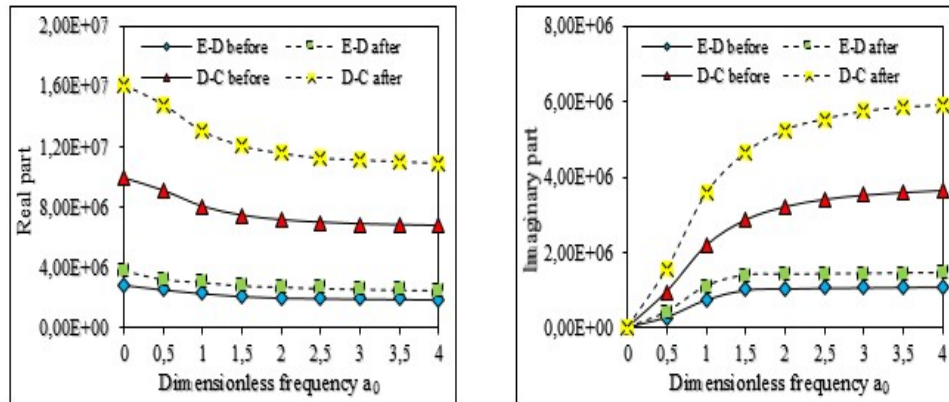 2,00E+07
1,60E+07
1,20E+07
8,00E+06
4,00E+06
0,00E+00
Real part
E-D before
E-D after
D-C before
D-C after
0 0,5 1 1,5 2 2,5 3 3,5 4
Dimensionless frequency a0
8,00E+06
6,00E+06
4,00E+06
2,00E+06
0,00E+00
Imaginary part
E-D before
E-D after
D-C before
D-C after
0 0,5 1 1,5 2 2,5 3 3,5 4
Dimensionless frequency a0